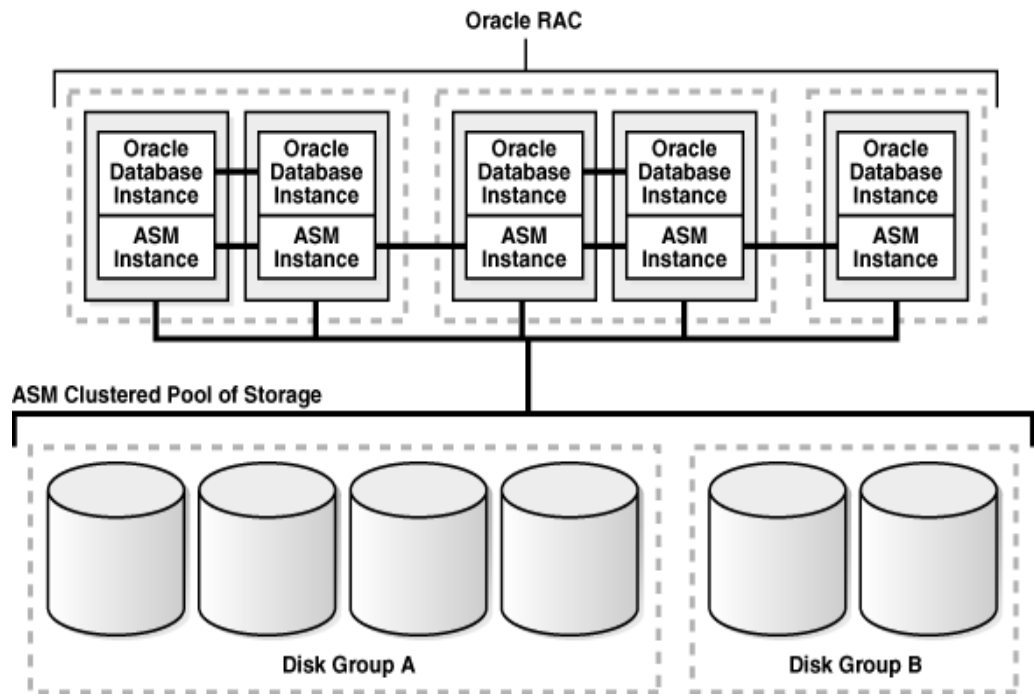 Oracle RAC
Oracle
Database
Instance
ASM
Instance
Oracle
Database
Instance
ASM
Instance
Oracle
Database
Instance
ASM
Instance
Oracle
Database
Instance
ASM
Instance
Oracle
Database
Instance
ASM
Instance
ASM Clustered Pool of Storage
Disk Group A
Disk Group B